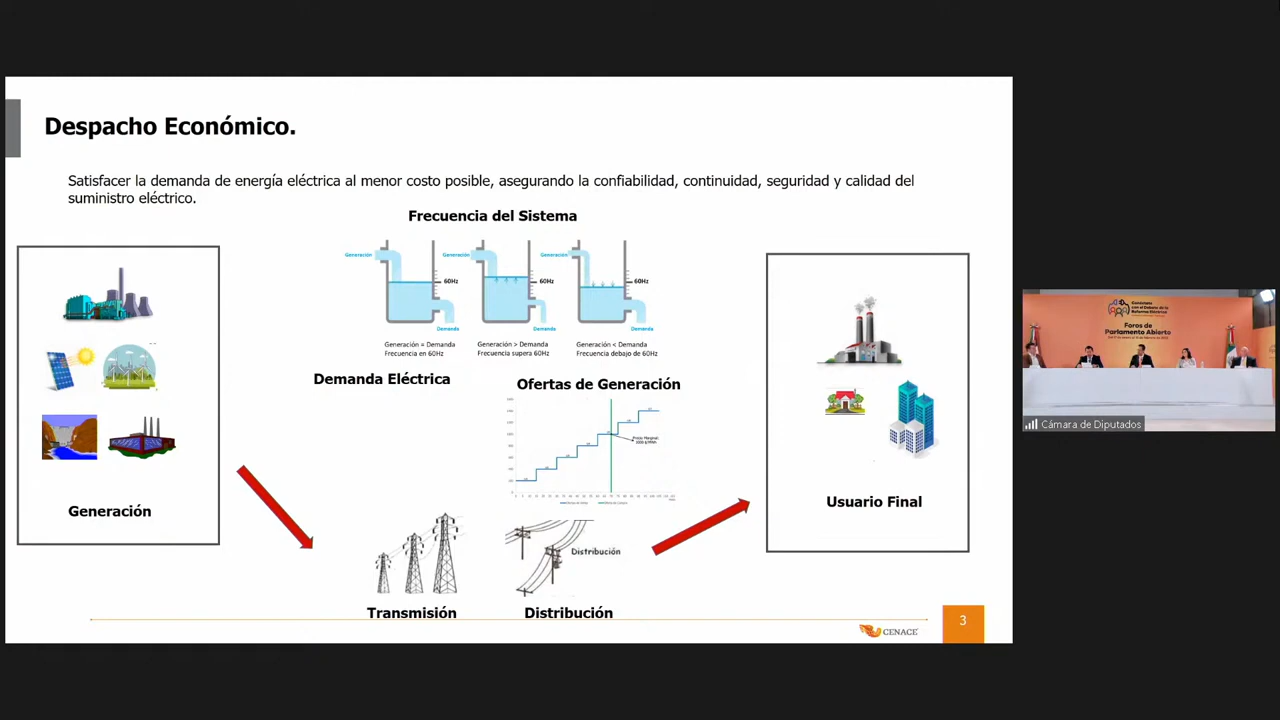 Despacho Económico.
Satisfacer la demanda de energía eléctrica al menor costo posible, asegurando la confiabilidad, continuidad, seguridad y calidad del
suministro eléctrico.
Frecuencia del Sistema
Generación
Generación
Generación
60Hz
60Hz
60Hz
Demanda
Demanda
Demanda
Generación = Demanda
Frecuencia en 60Hz
Generación > Demanda
Frecuencia supera 60Hz
Generación < Demanda
Frecuencia debajo de 60Hz
Demanda Eléctrica
Ofertas de Generación
Precio Marginal
Generación
Distribución
Transmisión
Distribución
Usuario Final
CENACE
3
Foros de
Parlamento Abierto
Cámara de Diputados